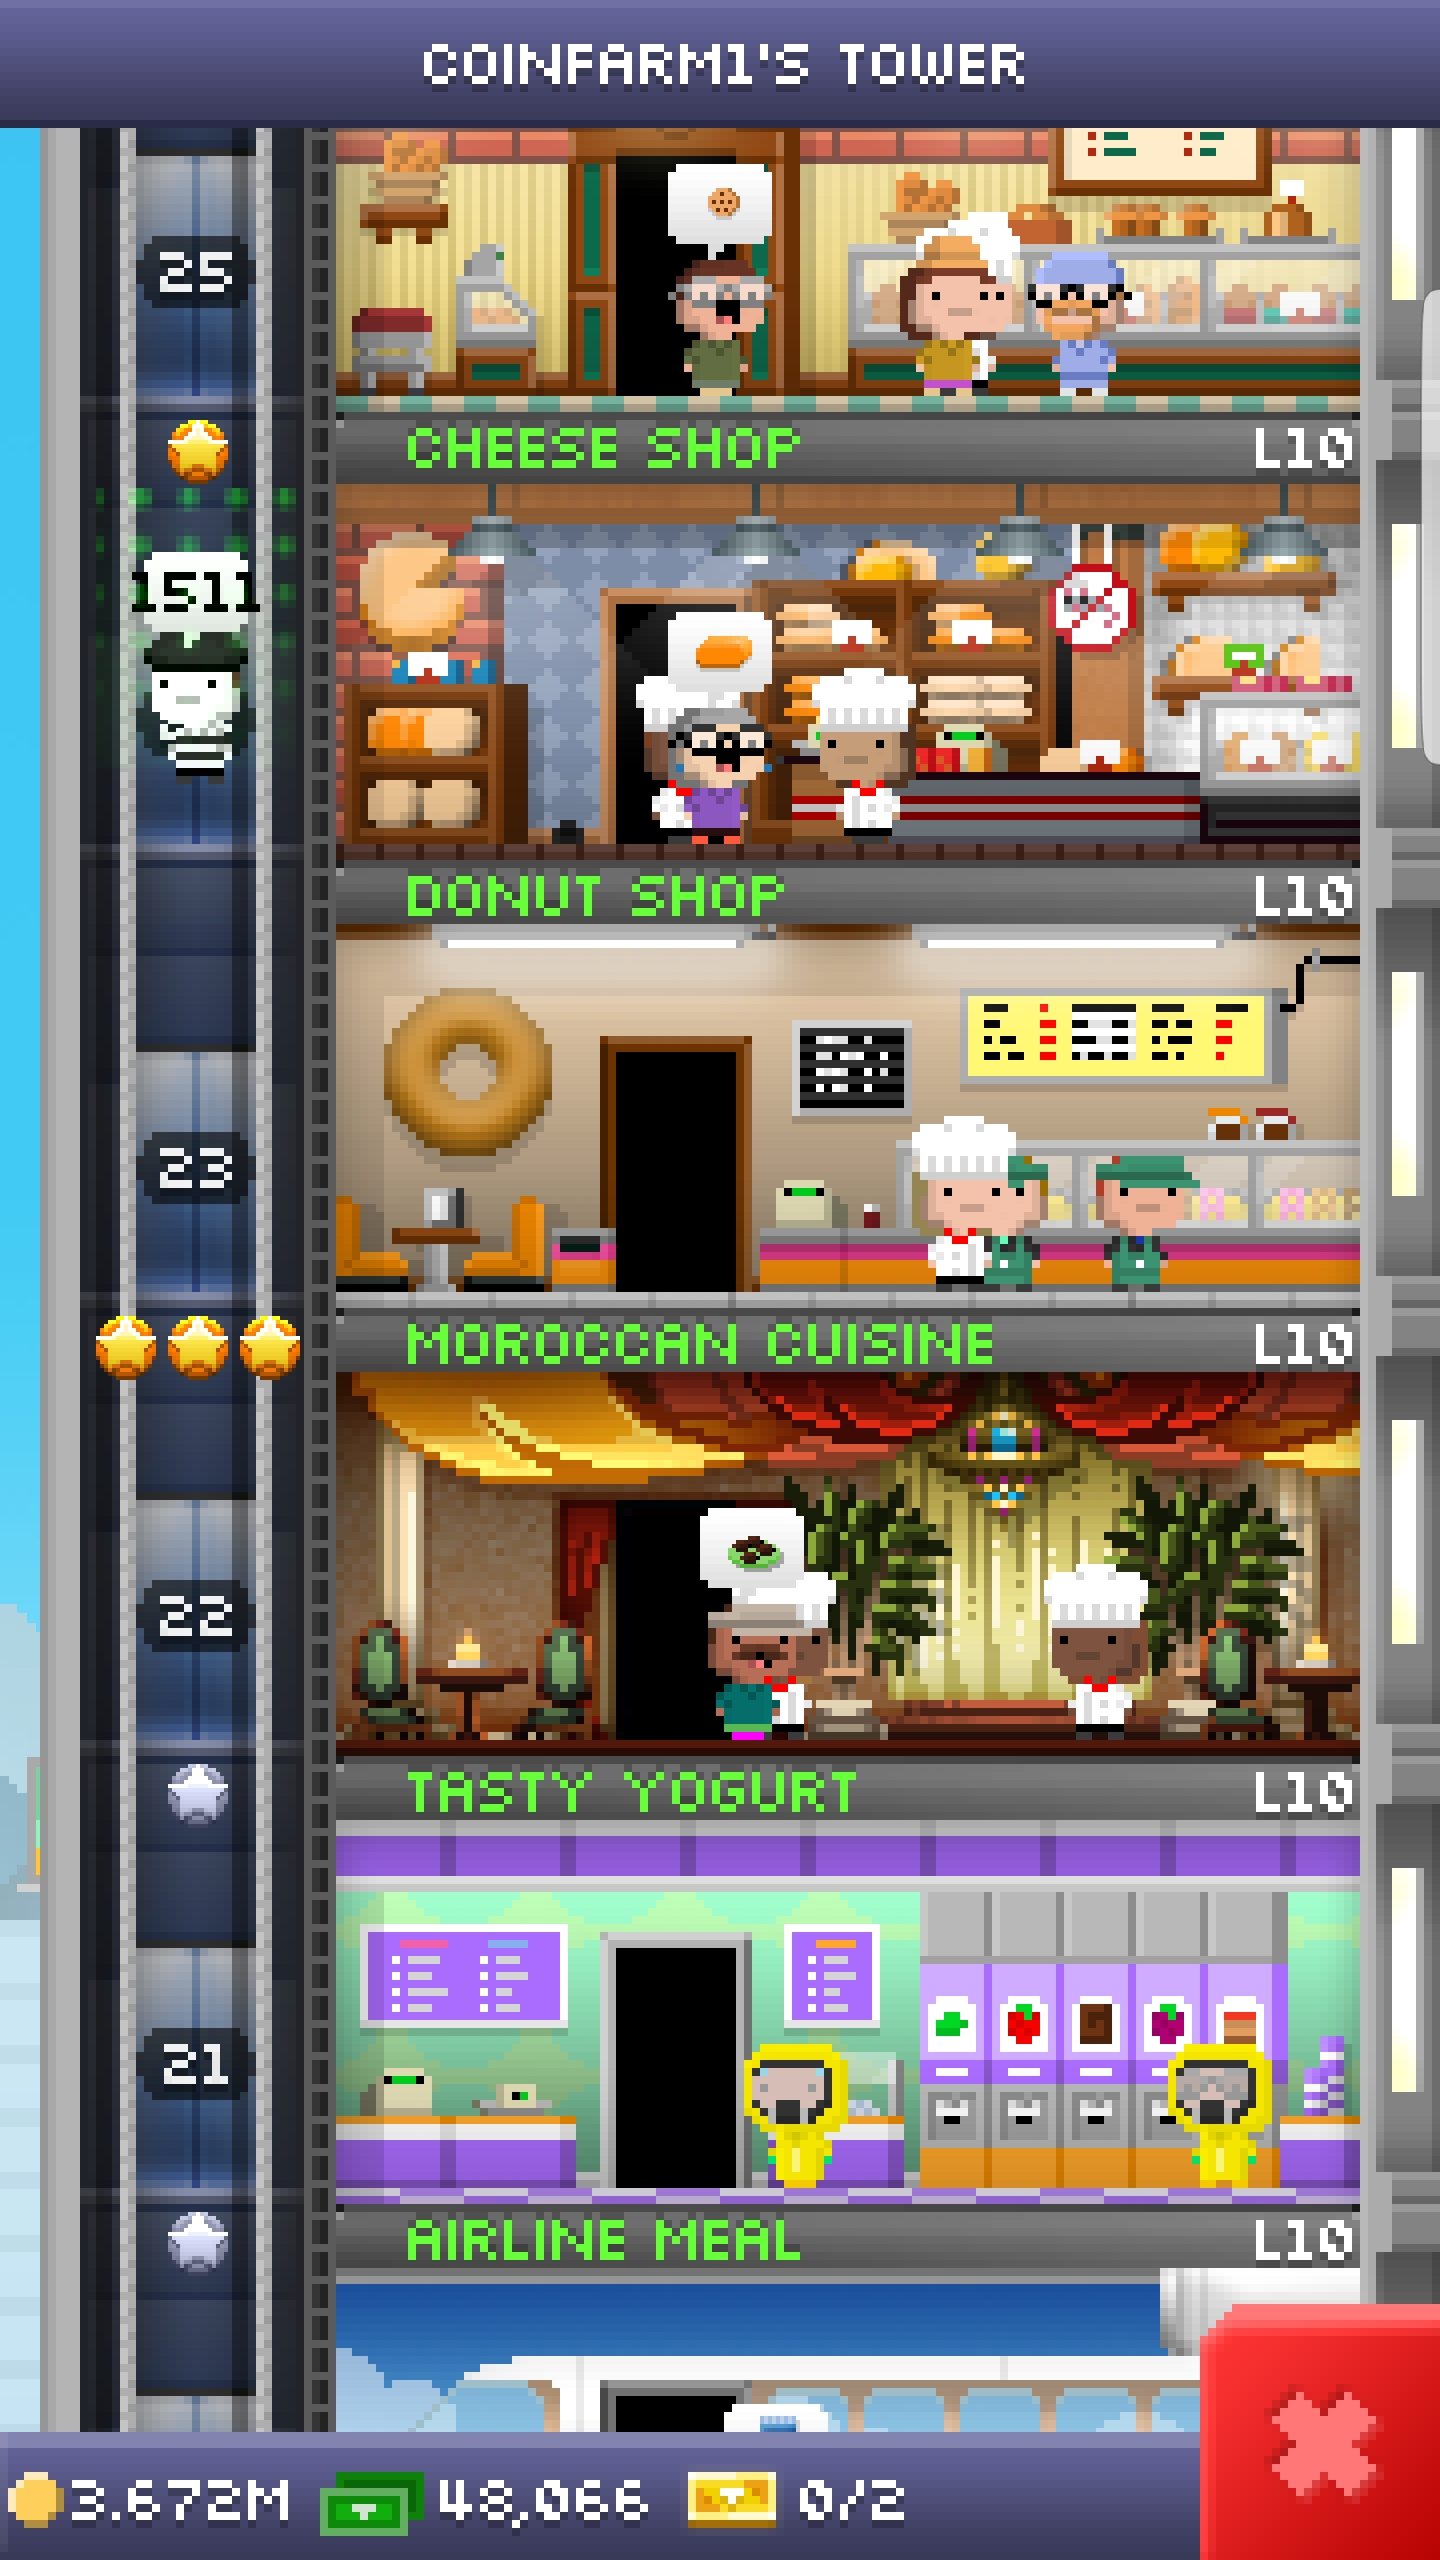 COINFARM1'S TOWER
25
CHEESE SHOP L10
1511
DONUT SHOP L10
23
MOROCCAN CUISINE L10
22
TASTY YOGURT L10
21
AIRLINE MEAL L10
3.672M 48,066 0/2